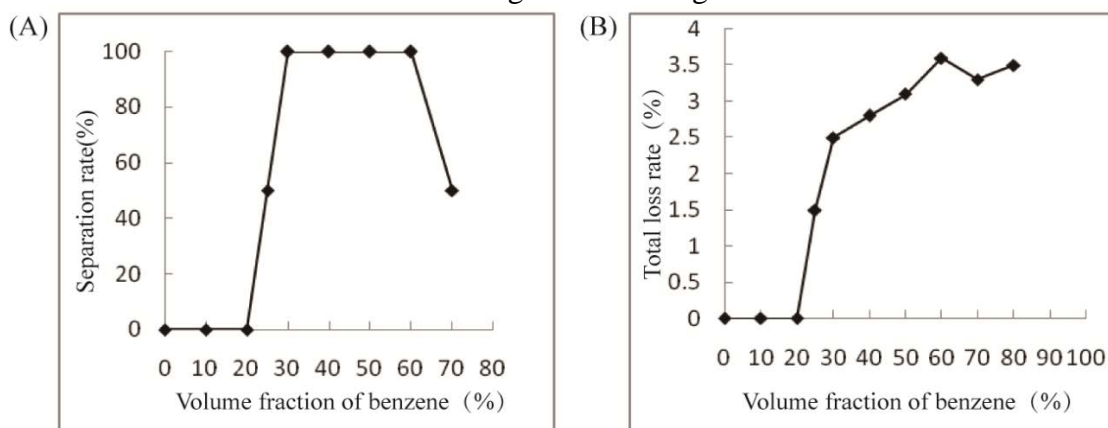 (A)
Separation rate(%)
100
80
60
40
20
0
0 10 20 30 40 50 60 70 80
Volume fraction of benzene（%）
(B)
Total loss rate（%）
4
3.5
3
2.5
2
1.5
1
0.5
0
0 10 20 30 40 50 60 70 80 90 100
Volume fraction of benzene（%）